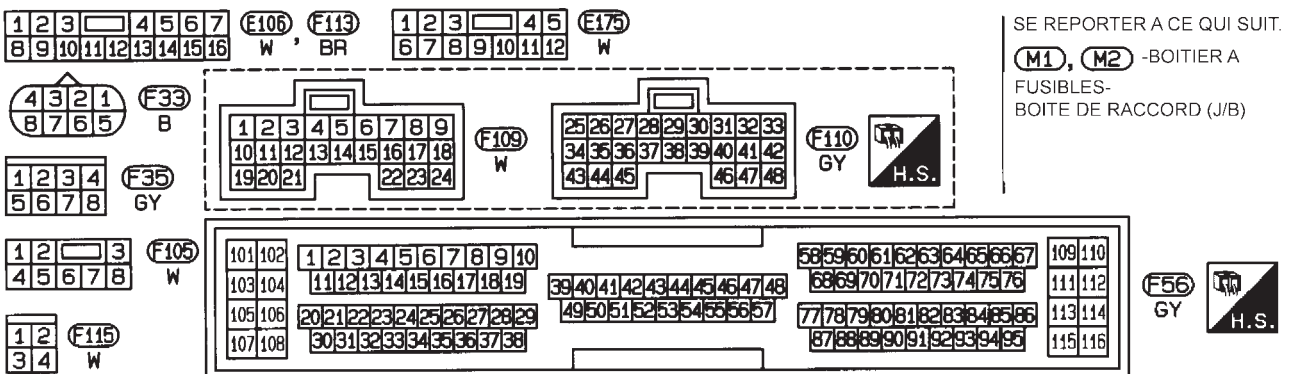 1 2 3 4 5 6 7
8 9 10 11 12 13 14 15 16
E106 , F113
W BR
1 2 3 4 5
6 7 8 9 10 11 12
E175
W
SE REPORTER A CE QUI SUIT.
M1, M2 -BOITIER A
FUSIBLES-
BOITE DE RACCORD (J/B)
4 3 2 1
8 7 6 5
F33
B
1 2 3 4 5 6 7 8 9
10 11 12 13 14 15 16 17 18
19 20 21 22 23 24
F109
W
25 26 27 28 29 30 31 32 33
34 35 36 37 38 39 40 41 42
43 44 45 46 47 48
F110
GY
H.S.
1 2 3 4
5 6 7 8
F35
GY
1 2 3
4 5 6 7 8
F105
W
1 2
3 4
F115
W
101 102
103 104
105 106
107 108
1 2 3 4 5 6 7 8 9 10
11 12 13 14 15 16 17 18 19
20 21 22 23 24 25 26 27 28 29
30 31 32 33 34 35 36 37 38
39 40 41 42 43 44 45 46 47 48
49 50 51 52 53 54 55 56 57
58 59 60 61 62 63 64 65 66 67
68 69 70 71 72 73 74 75 76
77 78 79 80 81 82 83 84 85 86
87 88 89 90 91 92 93 94 95
109 110
111 112
113 114
115 116
F56
GY
H.S.